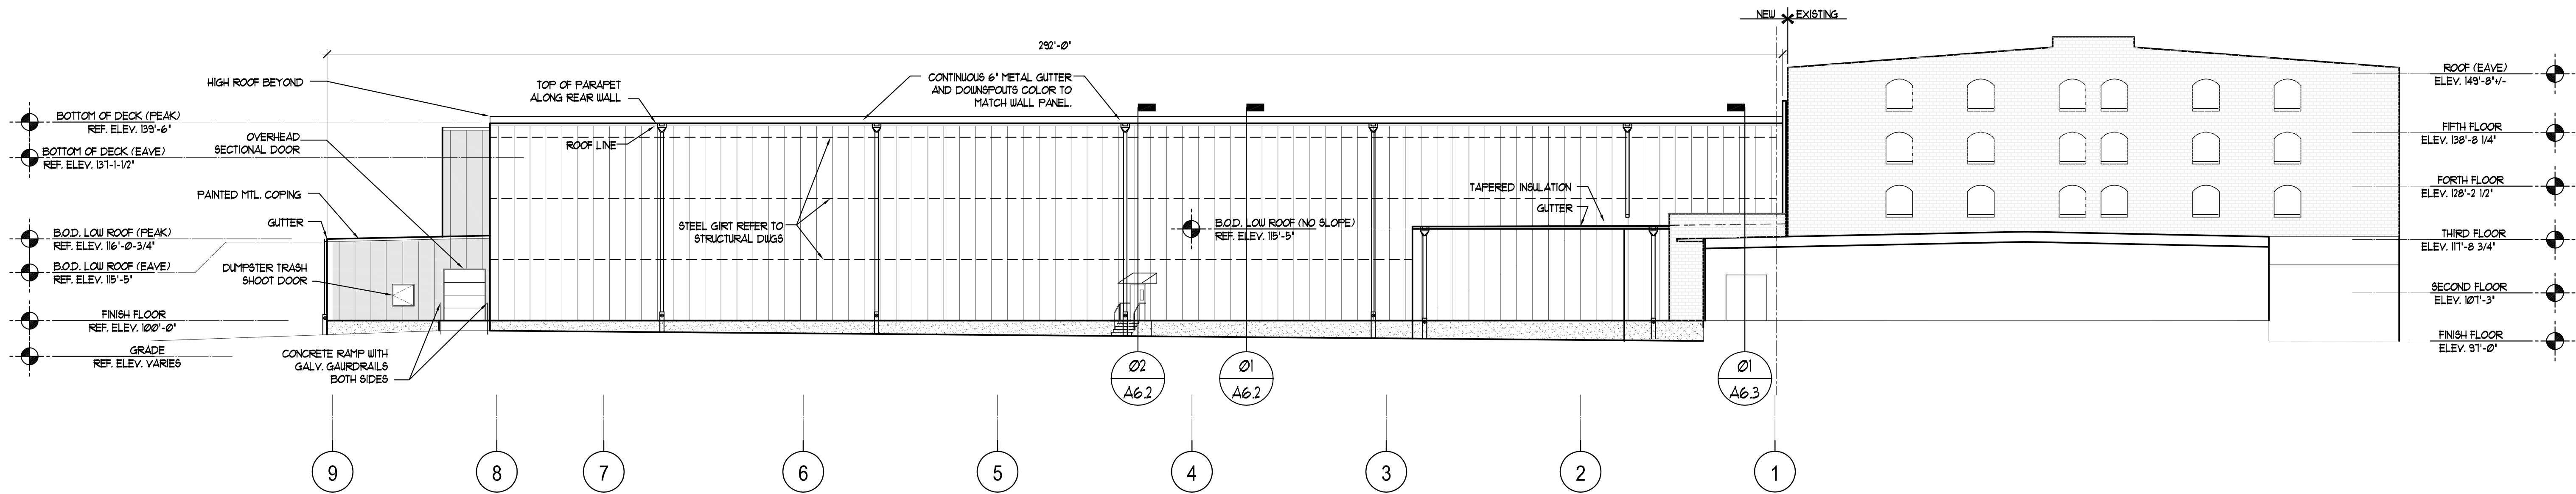 NEW EXISTING
292'-0"
HIGH ROOF BEYOND
TOP OF PARAPET
ALONG REAR WALL
CONTINUOUS 6" METAL GUTTER
AND DOWNSPOUTS COLOR TO
MATCH WALL PANEL.
ROOF (EAVE)
ELEV. 149'-8"+/-
BOTTOM OF DECK (PEAK)
REF. ELEV. 139'-6"
OVERHEAD
SECTIONAL DOOR
ROOF LINE
BOTTOM OF DECK (EAVE)
REF. ELEV. 137-1-1/2"
FIFTH FLOOR
ELEV. 138'-8 1/4"
PAINTED MTL. COPING
GUTTER
TAPERED INSULATION
GUTTER
FORTH FLOOR
ELEV. 128'-2 1/2"
STEEL GIRT REFER TO
STRUCTURAL DWGS
B.O.D. LOW ROOF (NO SLOPE)
REF. ELEV. 115'-5"
B.O.D. LOW ROOF (PEAK)
REF. ELEV. 116'-0-3/4"
THIRD FLOOR
ELEV. 117'-8 3/4"
B.O.D. LOW ROOF (EAVE)
REF. ELEV. 115'-5"
DUMPSTER TRASH
SHOOT DOOR
SECOND FLOOR
ELEV. 107'-3"
FINISH FLOOR
REF. ELEV. 100'-0"
GRADE
REF. ELEV. VARIES
CONCRETE RAMP WITH
GALV. GAURDRAILS
BOTH SIDES
FINISH FLOOR
ELEV. 97'-0"
02
A6.2
01
A6.2
01
A6.3
9 8 7 6 5 4 3 2 1